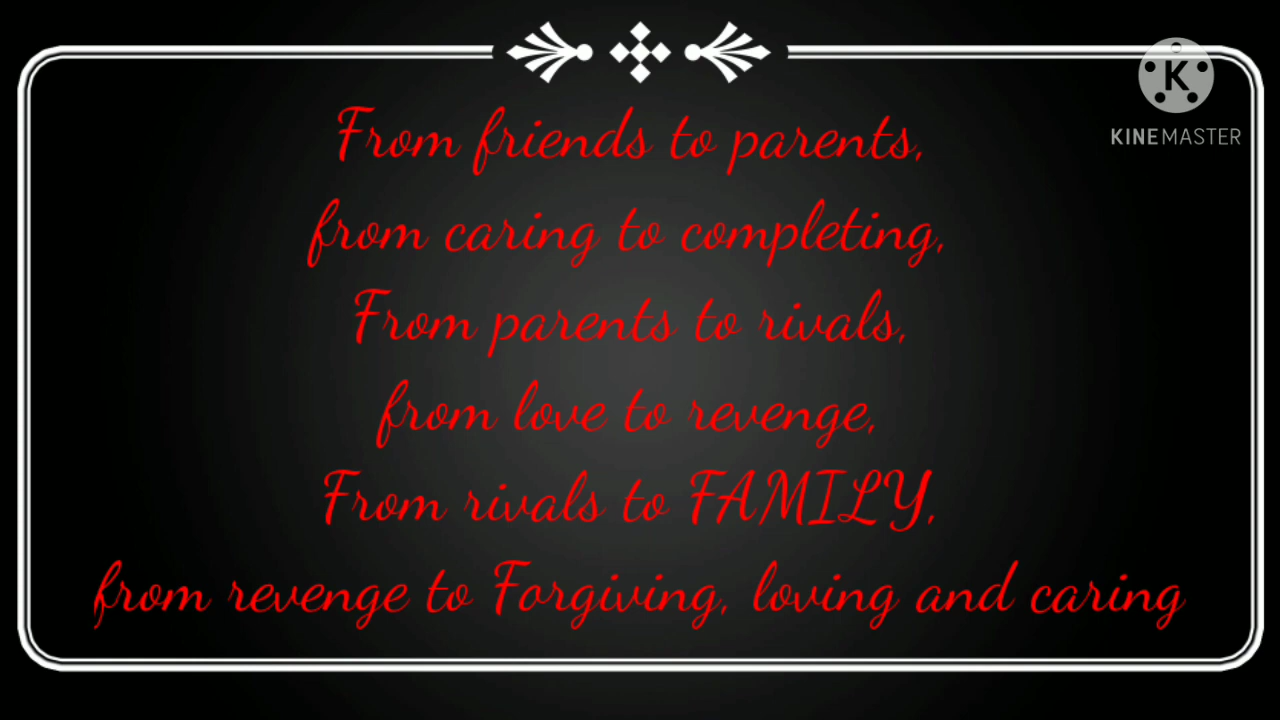 From friends to parents,
from caring to completing,
From parents to rivals,
from love to revenge,
From rivals to FAMILY,
from revenge to Forgiving, loving and caring
K
KINEMASTER